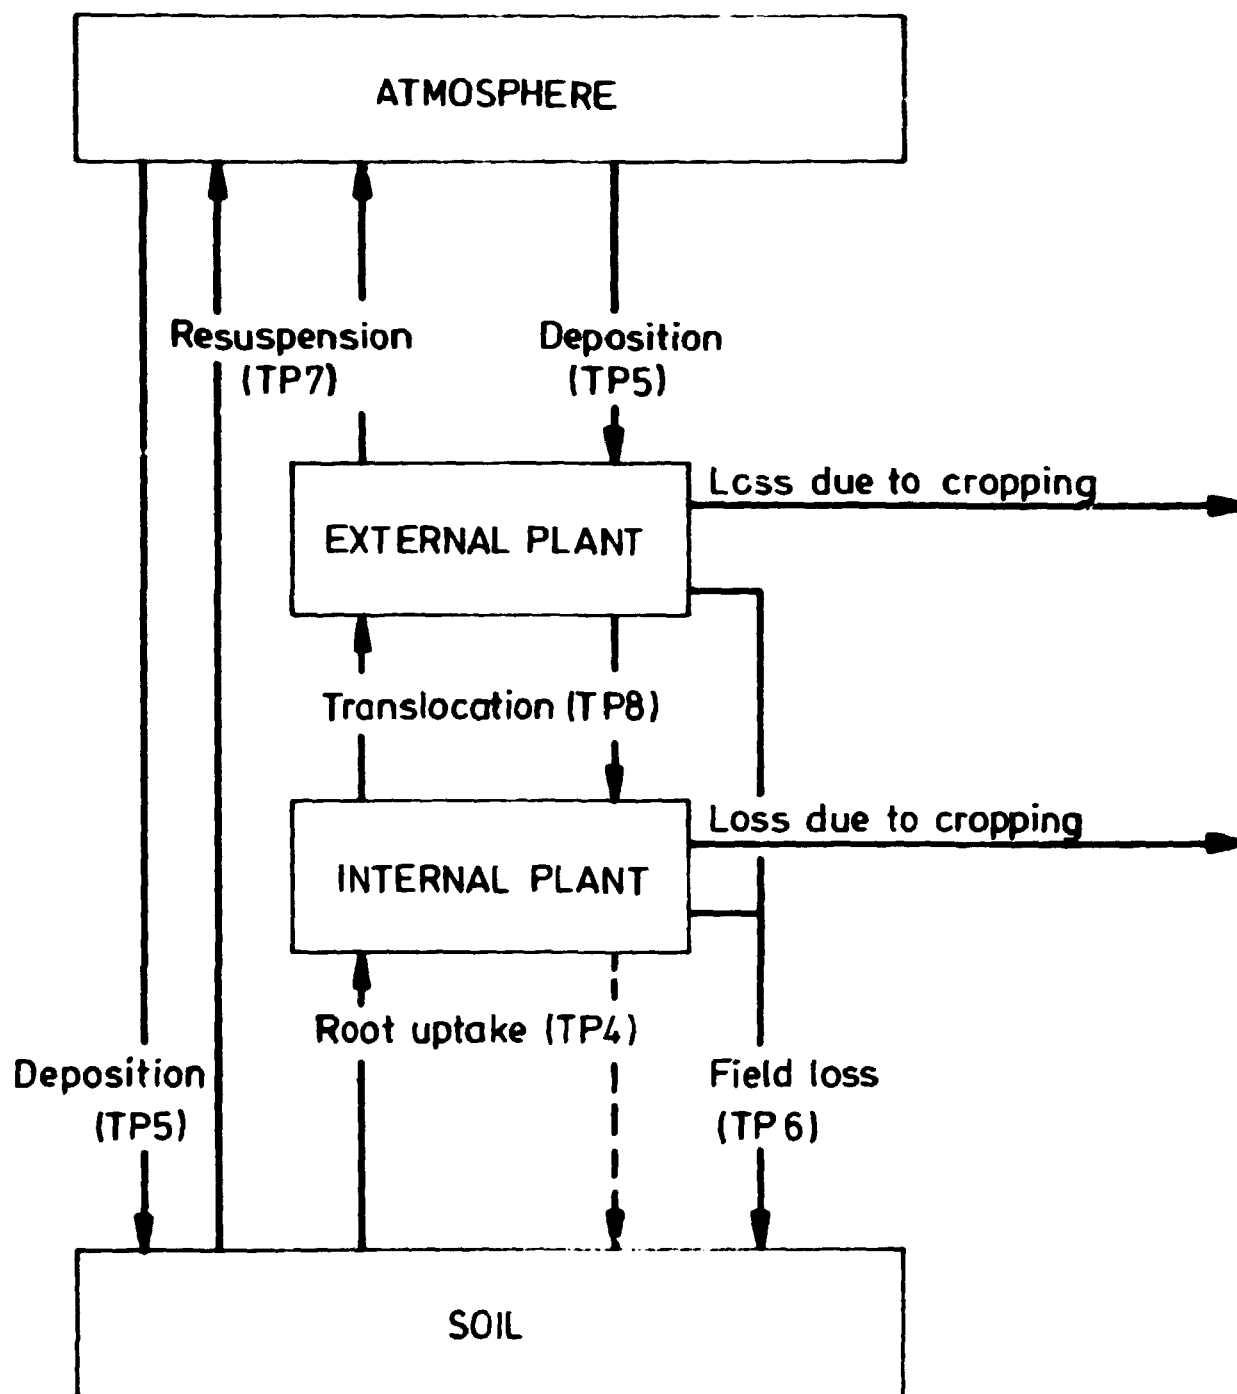 ATMOSPHERE
Resuspension
(TP7)
Deposition
(TP5)
Loss due to cropping
EXTERNAL PLANT
Translocation (TP8)
Loss due to cropping
INTERNAL PLANT
Root uptake (TP4)
Deposition
(TP5)
Field loss
(TP6)
SOIL